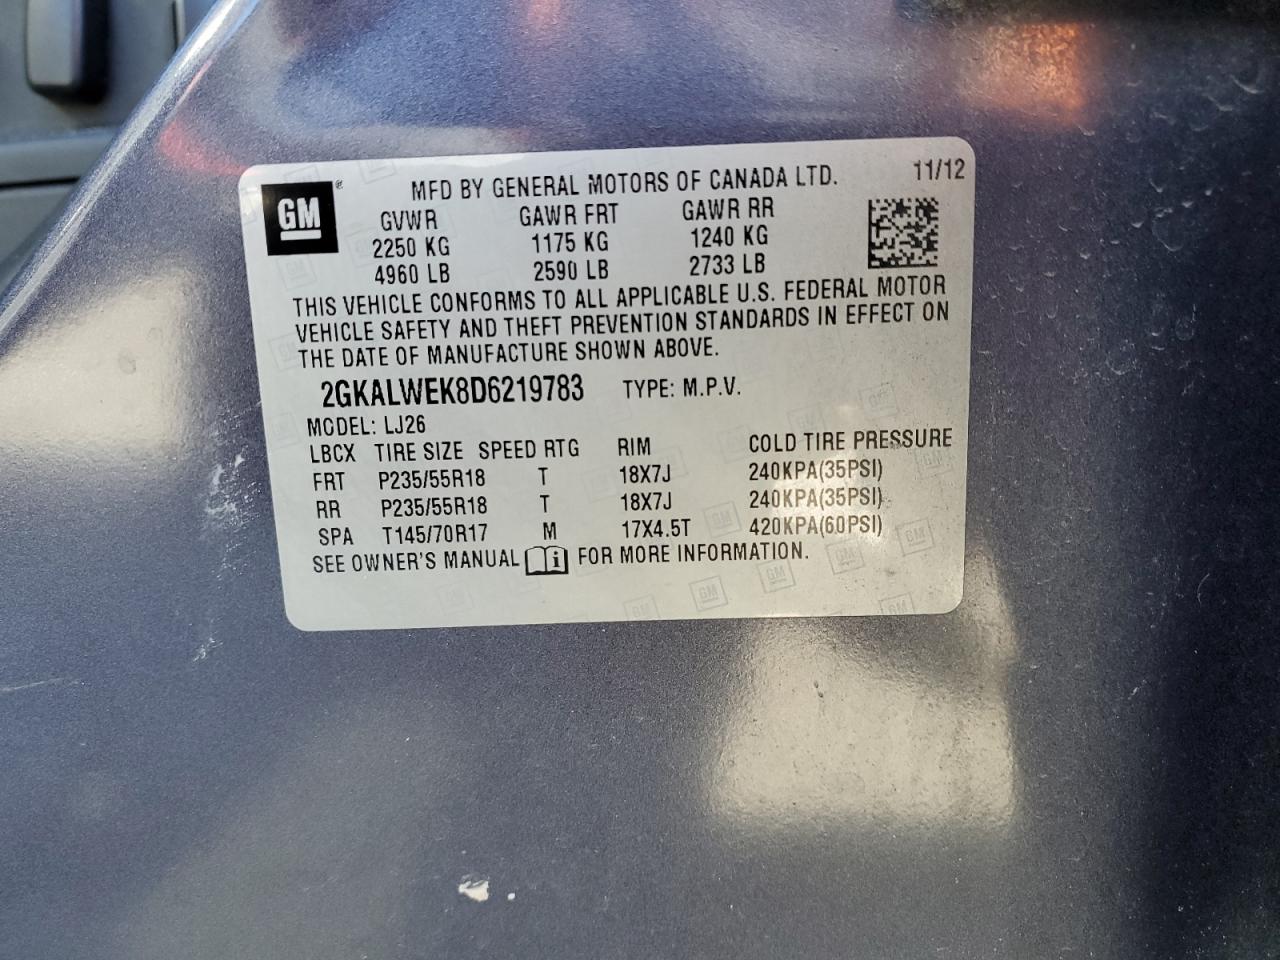 GM ® MFD BY GENERAL MOTORS OF CANADA LTD. 11/12
GVWR GAWR FRT GAWR RR
2250 KG 1175 KG 1240 KG
4960 LB 2590 LB 2733 LB
THIS VEHICLE CONFORMS TO ALL APPLICABLE U.S. FEDERAL MOTOR
VEHICLE SAFETY AND THEFT PREVENTION STANDARDS IN EFFECT ON
THE DATE OF MANUFACTURE SHOWN ABOVE.
2GKALWEK8D6219783 TYPE: M.P.V.
MODEL: LJ26
LBCX TIRE SIZE SPEED RTG RIM COLD TIRE PRESSURE
FRT P235/55R18 T 18X7J 240KPA(35PSI)
RR P235/55R18 T 18X7J 240KPA(35PSI)
SPA T145/70R17 M 17X4.5T 420KPA(60PSI)
SEE OWNER'S MANUAL i FOR MORE INFORMATION.